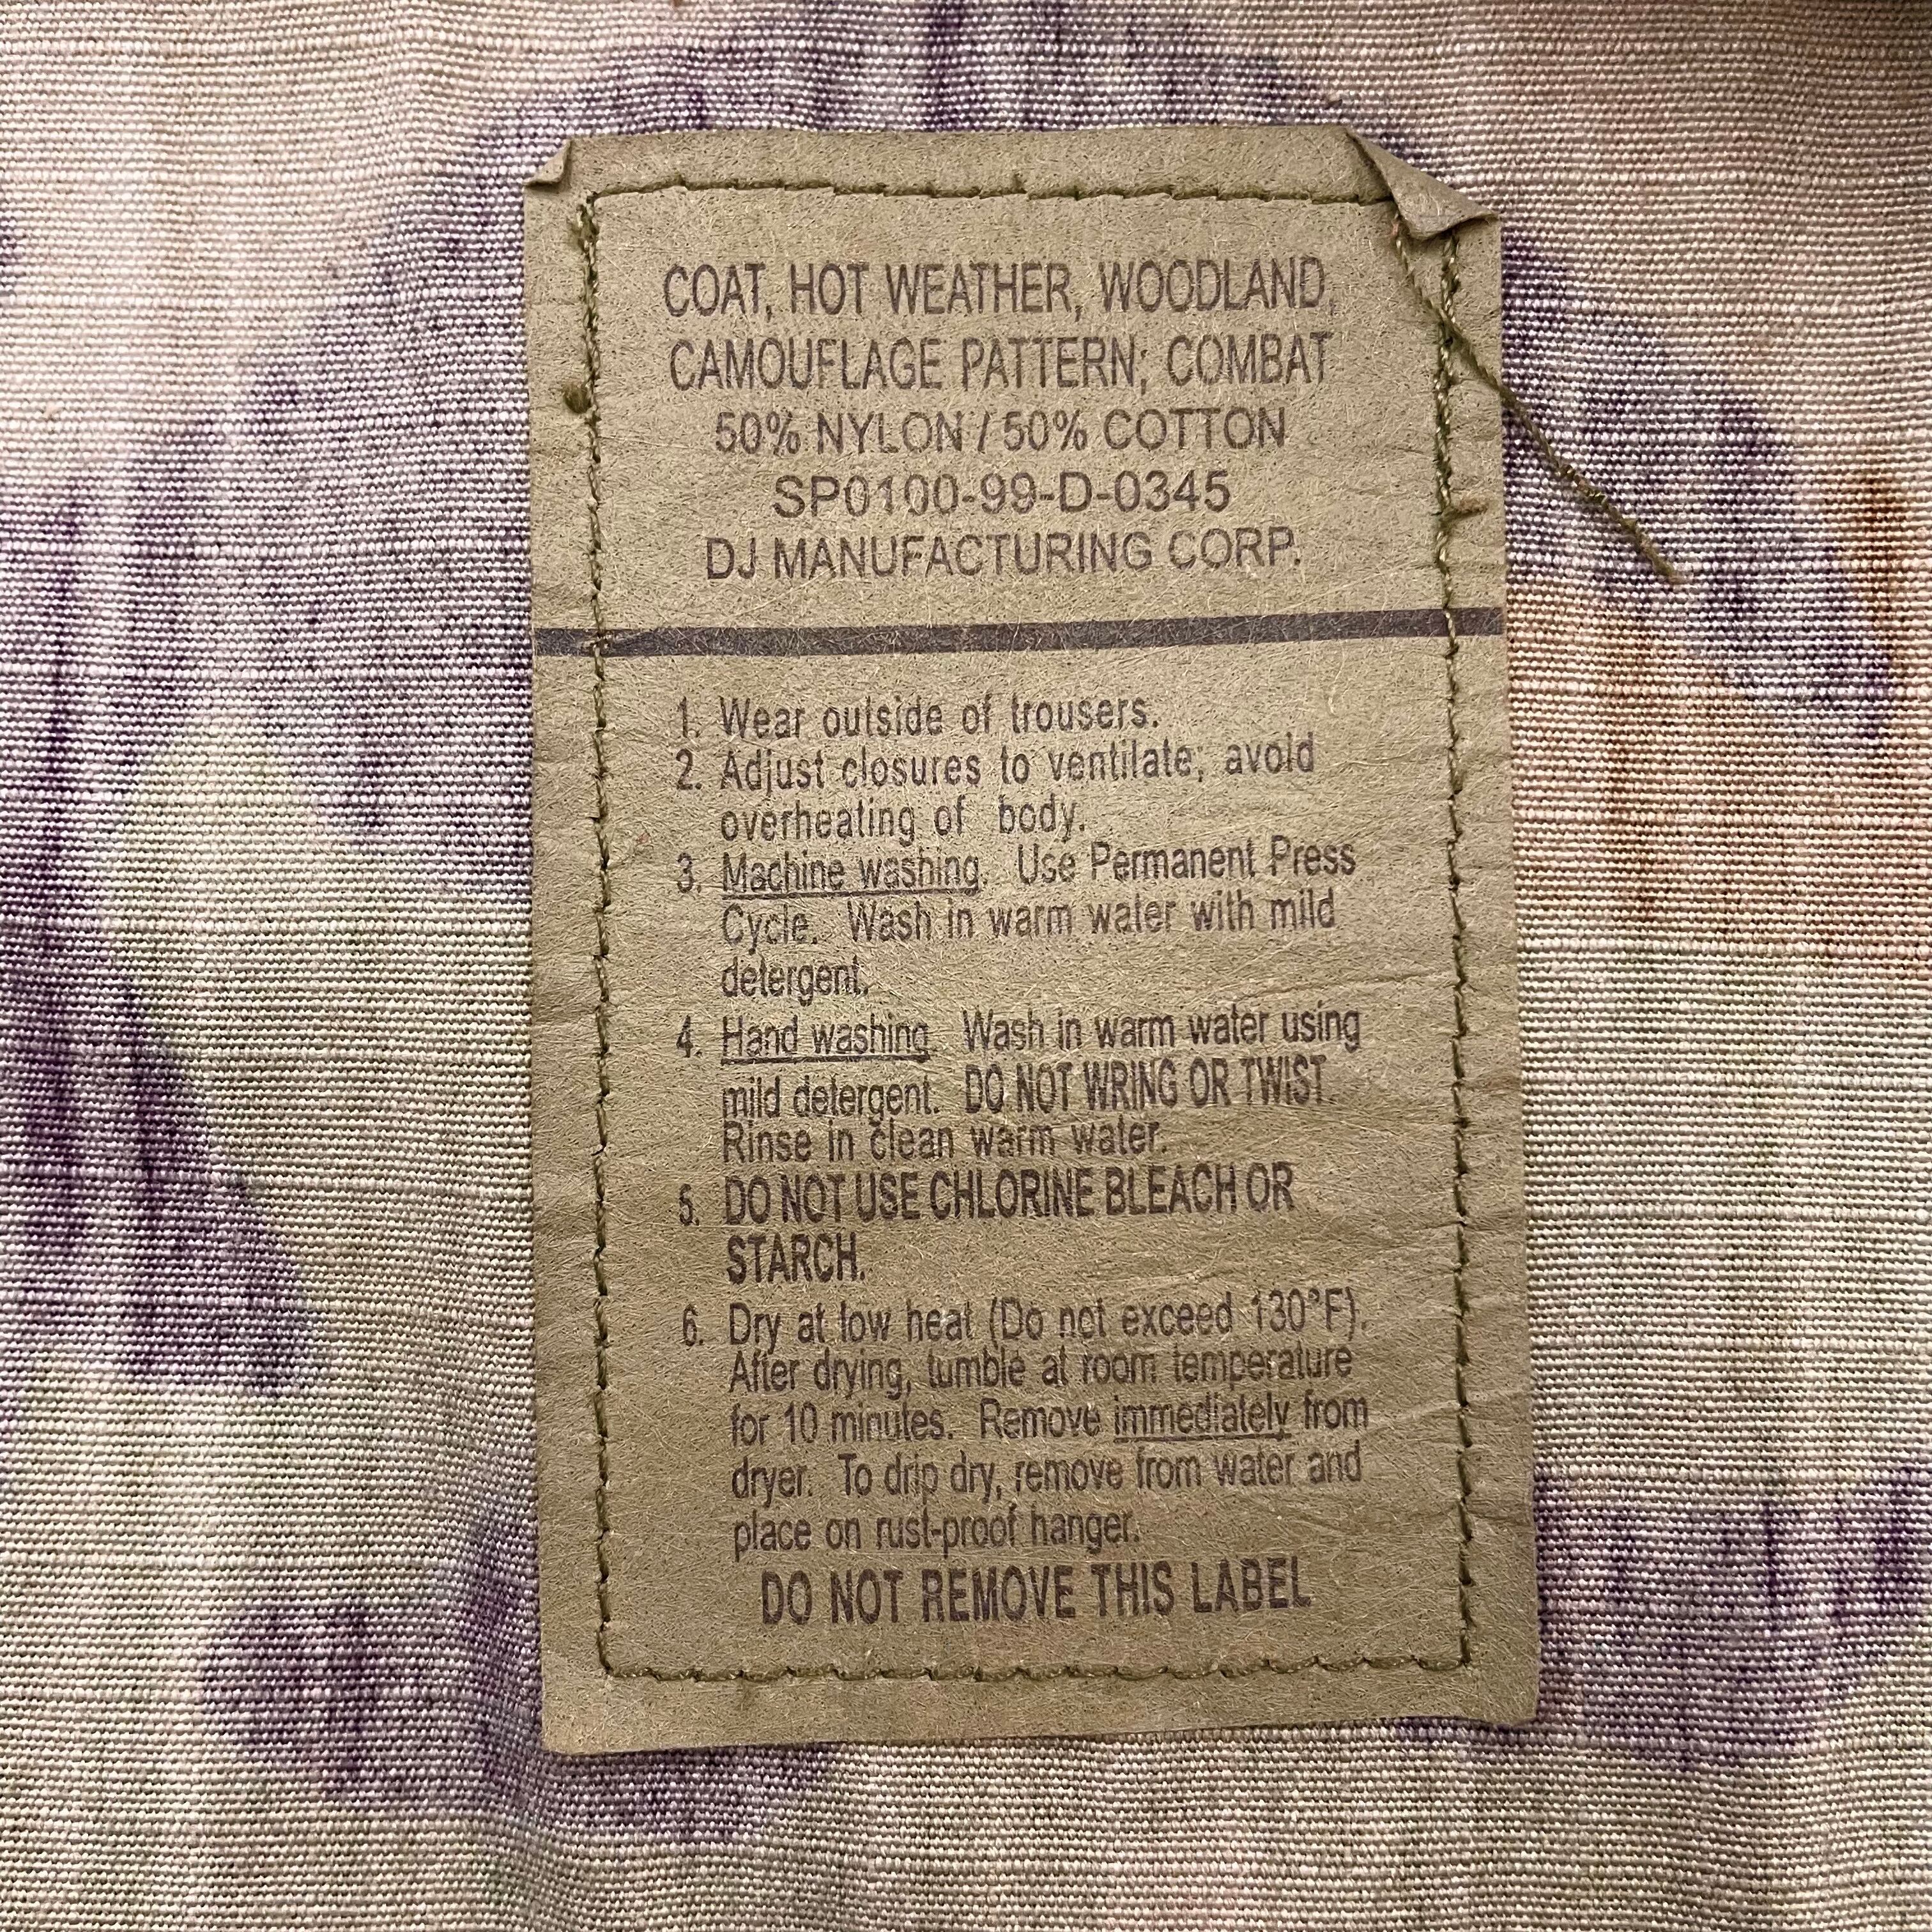 COAT, HOT WEATHER, WOODLAND,
CAMOUFLAGE PATTERN; COMBAT
50% NYLON / 50% COTTON
SP0100-99-D-0345
DJ MANUFACTURING CORP.
1. Wear outside of trousers.
2. Adjust closures to ventilate; avoid
overheating of body.
3. Machine washing. Use Permanent Press
Cycle. Wash in warm water with mild
detergent.
4. Hand washing. Wash in warm water using
mild detergent. DO NOT WRING OR TWIST.
Rinse in clean warm water.
5. DO NOT USE CHLORINE BLEACH OR
STARCH.
6. Dry at low heat (Do not exceed 130°F).
After drying, tumble at room temperature
for 10 minutes. Remove immediately from
dryer. To drip dry, remove from water and
place on rust-proof hanger.
DO NOT REMOVE THIS LABEL